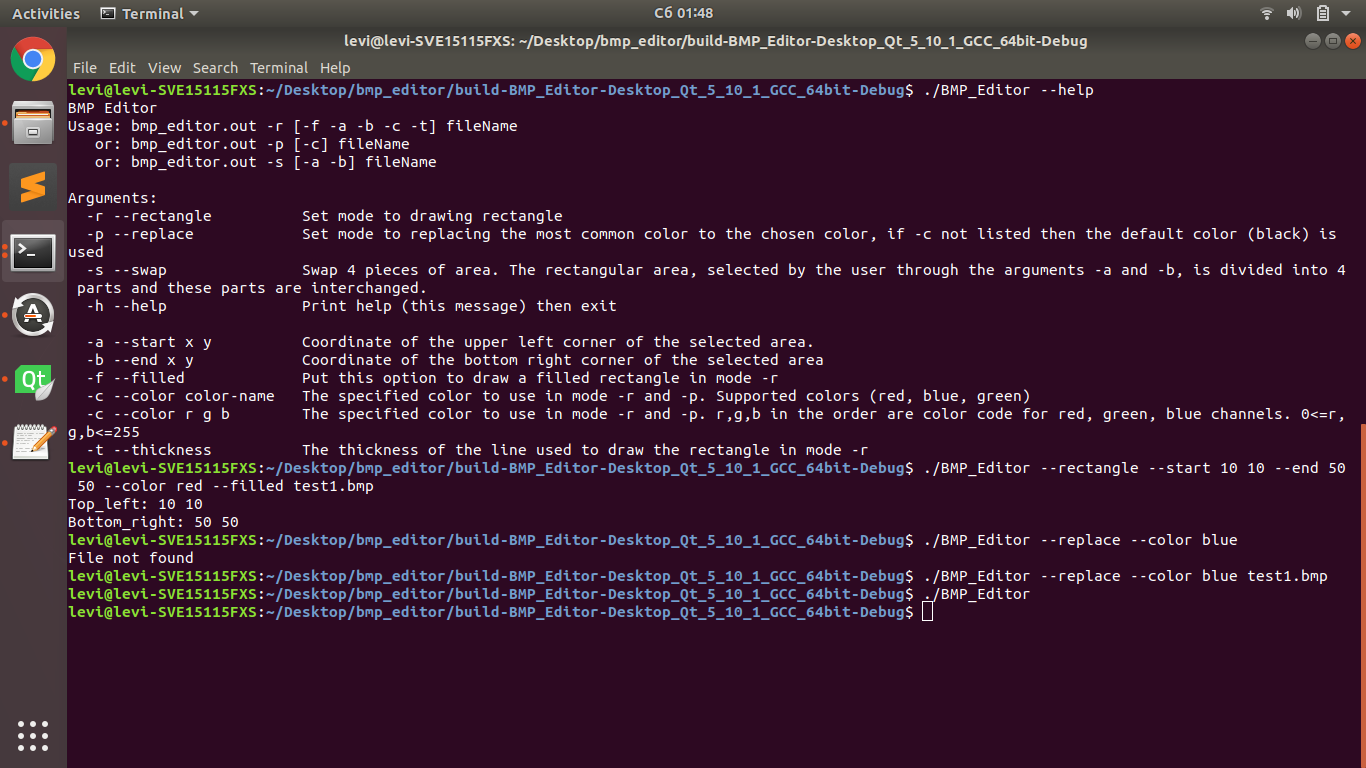 Activities Terminal Сб 01:48
levi@levi-SVE15115FXS: ~/Desktop/bmp_editor/build-BMP_Editor-Desktop_Qt_5_10_1_GCC_64bit-Debug
File Edit View Search Terminal Help
levi@levi-SVE15115FXS:~/Desktop/bmp_editor/build-BMP_Editor-Desktop_Qt_5_10_1_GCC_64bit-Debug$ ./BMP_Editor --help
BMP Editor
Usage: bmp_editor.out -r [-f -a -b -c -t] fileName
   or: bmp_editor.out -p [-c] fileName
   or: bmp_editor.out -s [-a -b] fileName
Arguments:
  -r --rectangle          Set mode to drawing rectangle
  -p --replace            Set mode to replacing the most common color to the chosen color, if -c not listed then the default color (black) is
used
  -s --swap               Swap 4 pieces of area. The rectangular area, selected by the user through the arguments -a and -b, is divided into 4
 parts and these parts are interchanged.
  -h --help               Print help (this message) then exit
  -a --start x y          Coordinate of the upper left corner of the selected area.
  -b --end x y            Coordinate of the bottom right corner of the selected area
  -f --filled             Put this option to draw a filled rectangle in mode -r
  -c --color color-name   The specified color to use in mode -r and -p. Supported colors (red, blue, green)
  -c --color r g b        The specified color to use in mode -r and -p. r,g,b in the order are color code for red, green, blue channels. 0<=r,
g,b<=255
  -t --thickness          The thickness of the line used to draw the rectangle in mode -r
levi@levi-SVE15115FXS:~/Desktop/bmp_editor/build-BMP_Editor-Desktop_Qt_5_10_1_GCC_64bit-Debug$ ./BMP_Editor --rectangle --start 10 10 --end 50
 50 --color red --filled test1.bmp
Top_left: 10 10
Bottom_right: 50 50
levi@levi-SVE15115FXS:~/Desktop/bmp_editor/build-BMP_Editor-Desktop_Qt_5_10_1_GCC_64bit-Debug$ ./BMP_Editor --replace --color blue
File not found
levi@levi-SVE15115FXS:~/Desktop/bmp_editor/build-BMP_Editor-Desktop_Qt_5_10_1_GCC_64bit-Debug$ ./BMP_Editor --replace --color blue test1.bmp
levi@levi-SVE15115FXS:~/Desktop/bmp_editor/build-BMP_Editor-Desktop_Qt_5_10_1_GCC_64bit-Debug$ ./BMP_Editor
levi@levi-SVE15115FXS:~/Desktop/bmp_editor/build-BMP_Editor-Desktop_Qt_5_10_1_GCC_64bit-Debug$
Qt